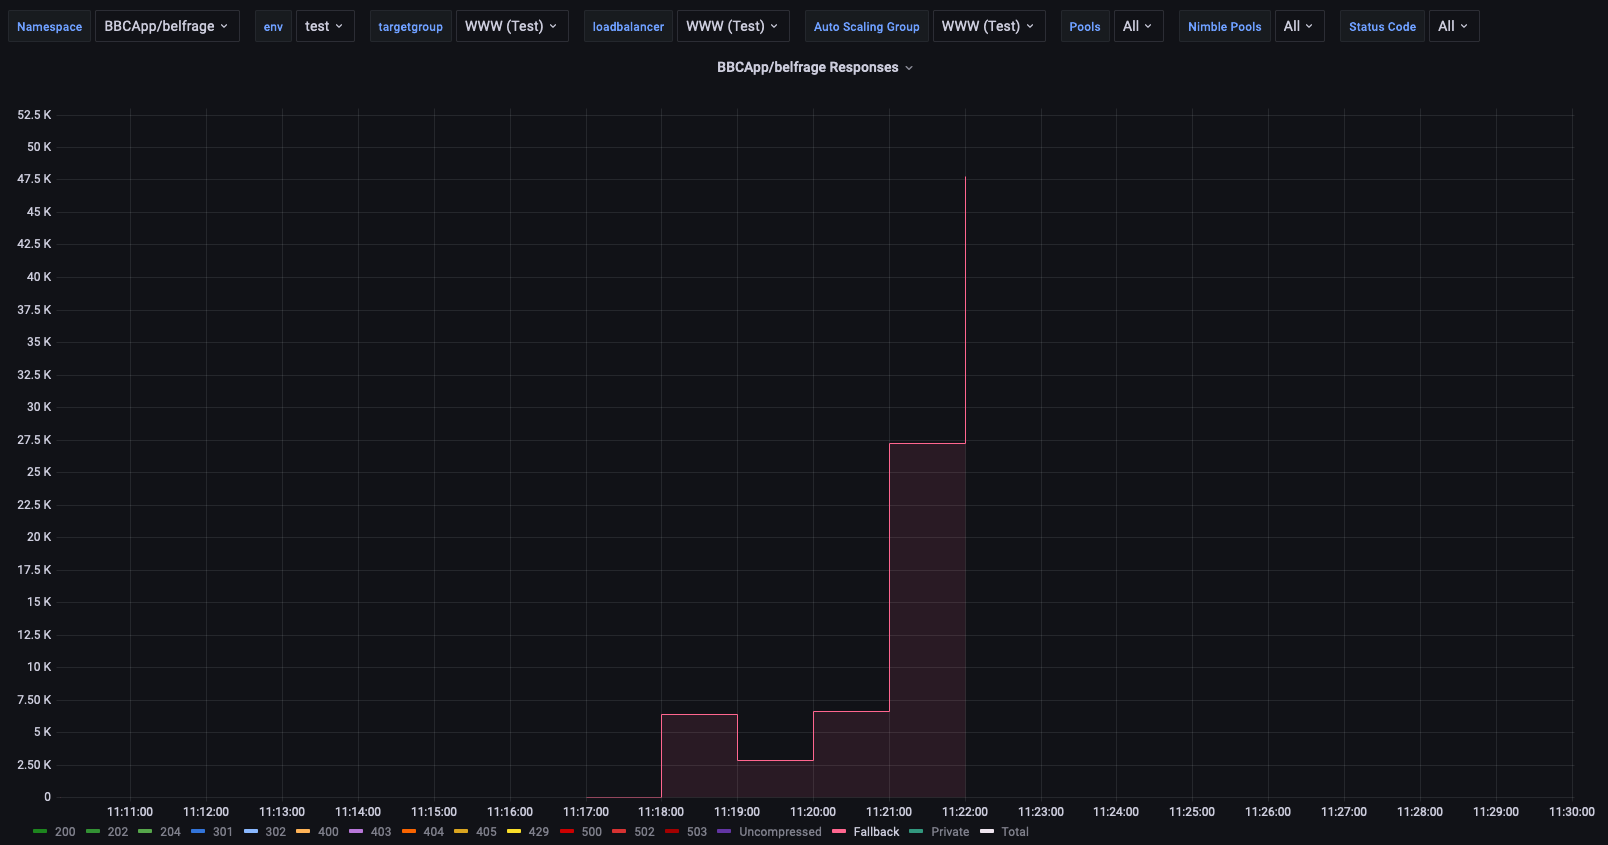 Namespace BBCApp/belfrage env test targetgroup WWW (Test) loadbalancer WWW (Test) Auto Scaling Group WWW (Test) Pools All Nimble Pools All Status Code All
BBCApp/belfrage Responses
52.5 K
50 K
47.5 K
45 K
42.5 K
40 K
37.5 K
35 K
32.5 K
30 K
27.5 K
25 K
22.5 K
20 K
17.5 K
15 K
12.5 K
10 K
7.50 K
5 K
2.50 K
0
11:11:00 11:12:00 11:13:00 11:14:00 11:15:00 11:16:00 11:17:00 11:18:00 11:19:00 11:20:00 11:21:00 11:22:00 11:23:00 11:24:00 11:25:00 11:26:00 11:27:00 11:28:00 11:29:00 11:30:00
200 202 204 301 302 400 403 404 405 429 500 502 503 Uncompressed Fallback Private Total